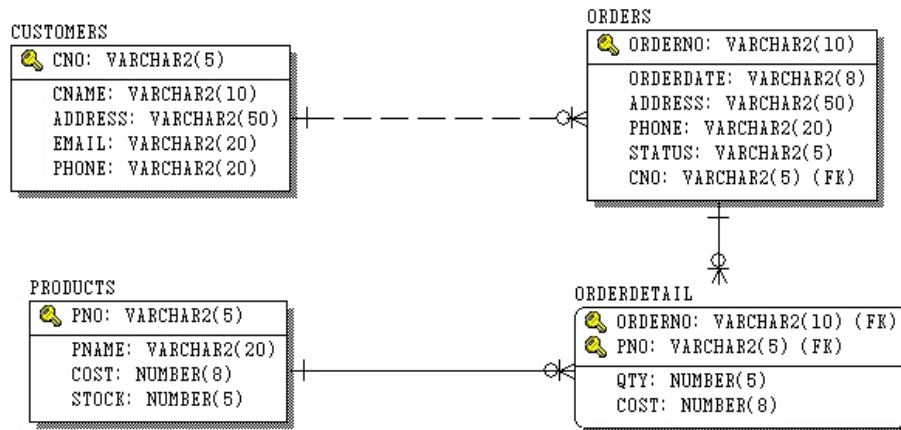 CUSTOMERS
CNO: VARCHAR2(5)
CNAME: VARCHAR2(10)
ADDRESS: VARCHAR2(50)
EMAIL: VARCHAR2(20)
PHONE: VARCHAR2(20)
ORDERS
ORDERNO: VARCHAR2(10)
ORDERDATE: VARCHAR2(8)
ADDRESS: VARCHAR2(50)
PHONE: VARCHAR2(20)
STATUS: VARCHAR2(5)
CNO: VARCHAR2(5) (FK)
PRODUCTS
PNO: VARCHAR2(5)
PNAME: VARCHAR2(20)
COST: NUMBER(8)
STOCK: NUMBER(5)
ORDERDETAIL
ORDERNO: VARCHAR2(10) (FK)
PNO: VARCHAR2(5) (FK)
QTY: NUMBER(5)
COST: NUMBER(8)